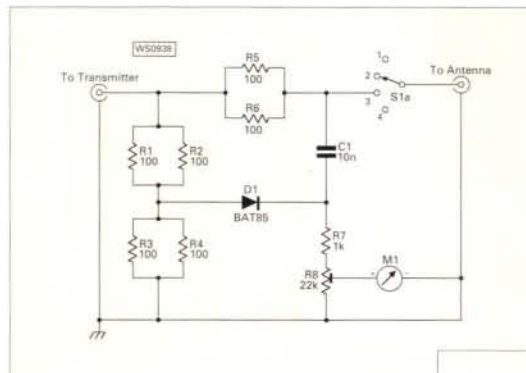 WS0938
To Transmitter
R5
100
R6
100
1
2
3
4
S1a
To Antenna
R1
100
R2
100
C1
10n
D1
BAT85
R3
100
R4
100
R7
1k
R8
22k
M1
+
-